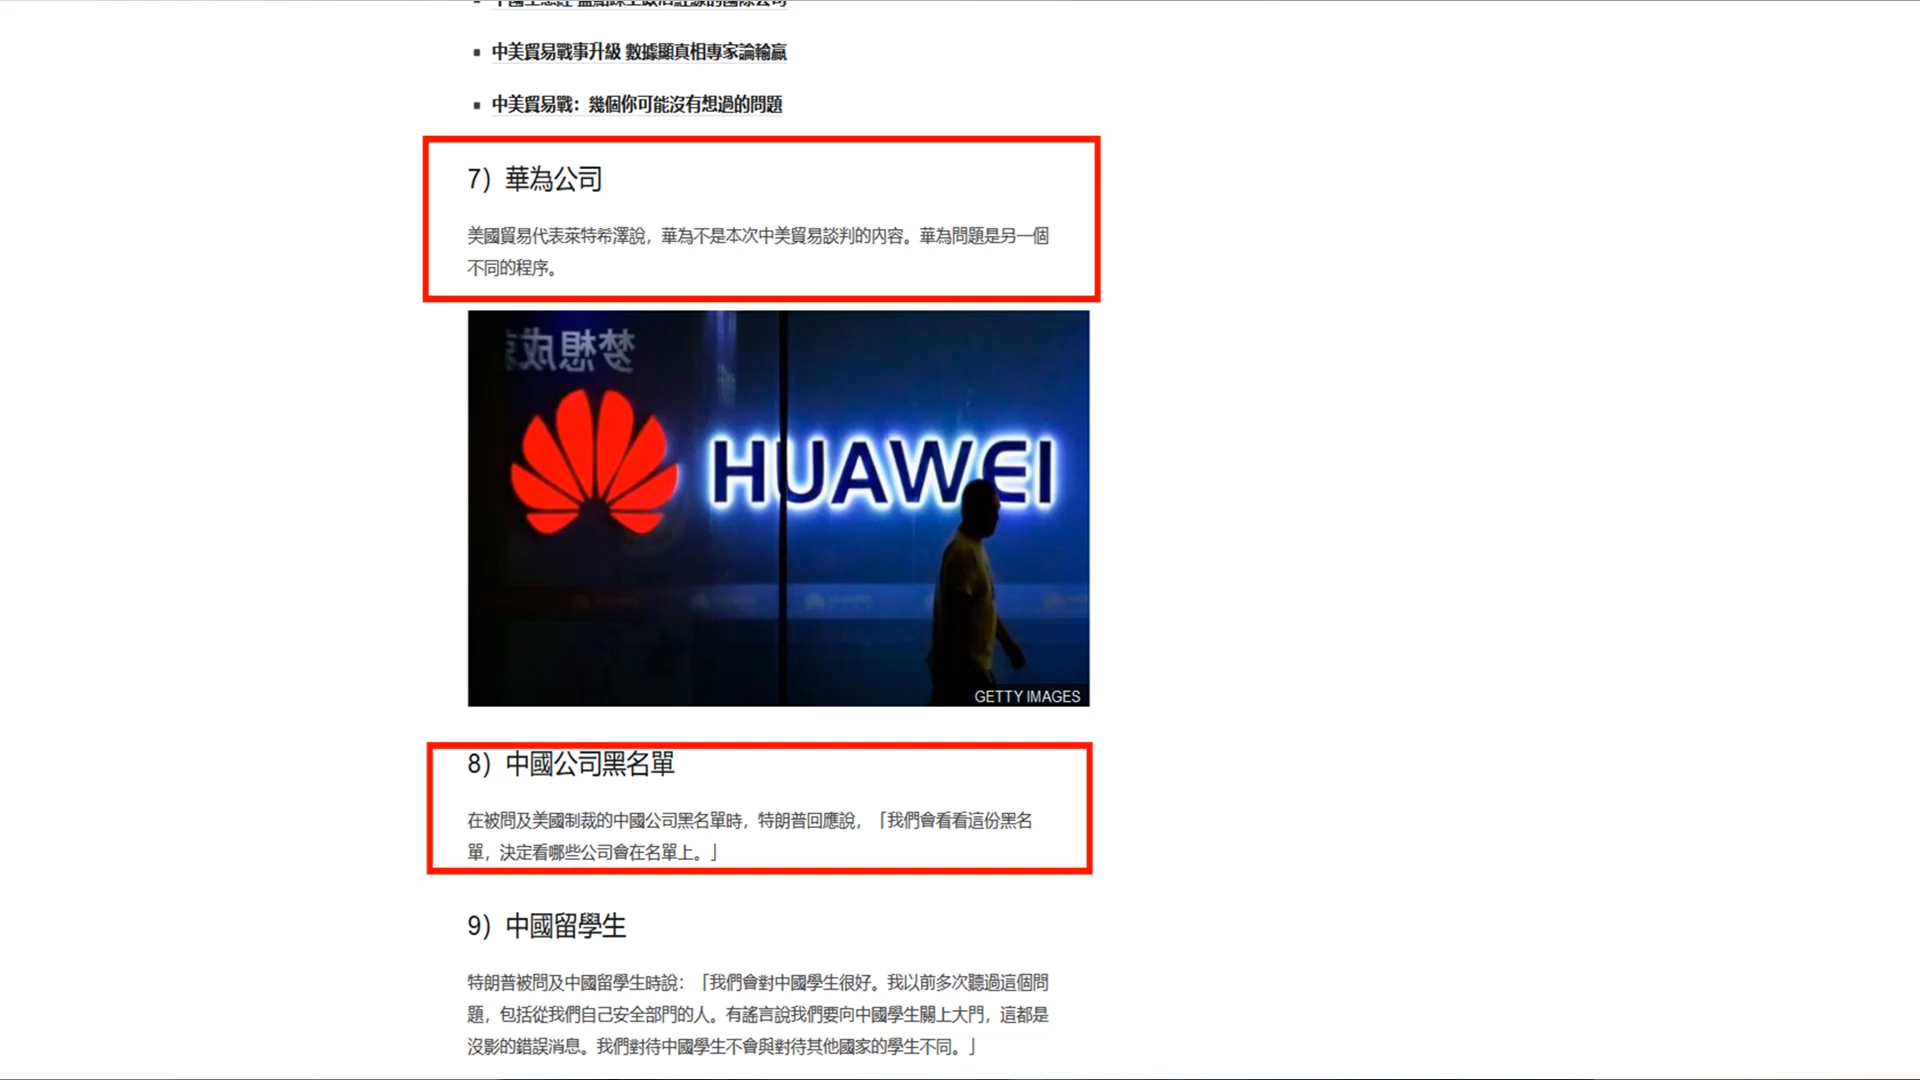 中美貿易戰事升級 數據顯真相專家論輸贏
中美貿易戰：幾個你可能沒有想過的問題
7）華為公司
美國貿易代表萊特希澤說，華為不是本次中美貿易談判的內容。華為問題是另一個
不同的程序。
梦想成
HUAWEI
GETTY IMAGES
8）中國公司黑名單
在被問及美國制裁的中國公司黑名單時，特朗普回應說，「我們會看看這份黑名
單，決定看哪些公司會在名單上。」
9）中國留學生
特朗普被問及中國留學生時說：「我們會對中國學生很好。我以前多次聽過這個問
題，包括從我們自己安全部門的人。有謠言說我們要向中國學生關上大門，這都是
沒影的錯誤消息。我們對待中國學生不會與對待其他國家的學生不同。」